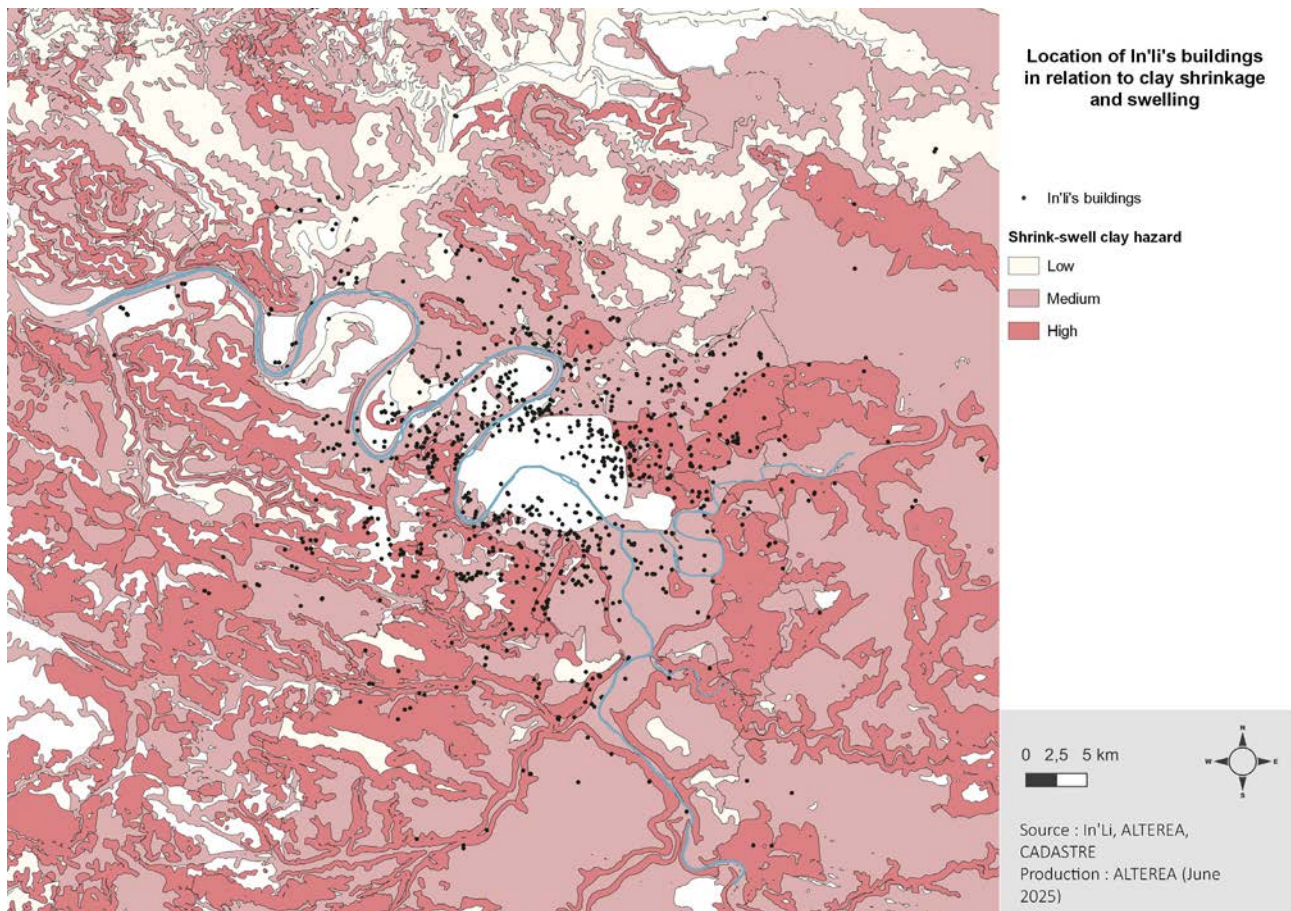 Location of In'li's buildings
in relation to clay shrinkage
and swelling
In'li's buildings
Shrink-swell clay hazard
Low
Medium
High
0 2,5 5 km
N
W E
S
Source : In'Li, ALTEREA,
CADASTRE
Production : ALTEREA (June
2025)